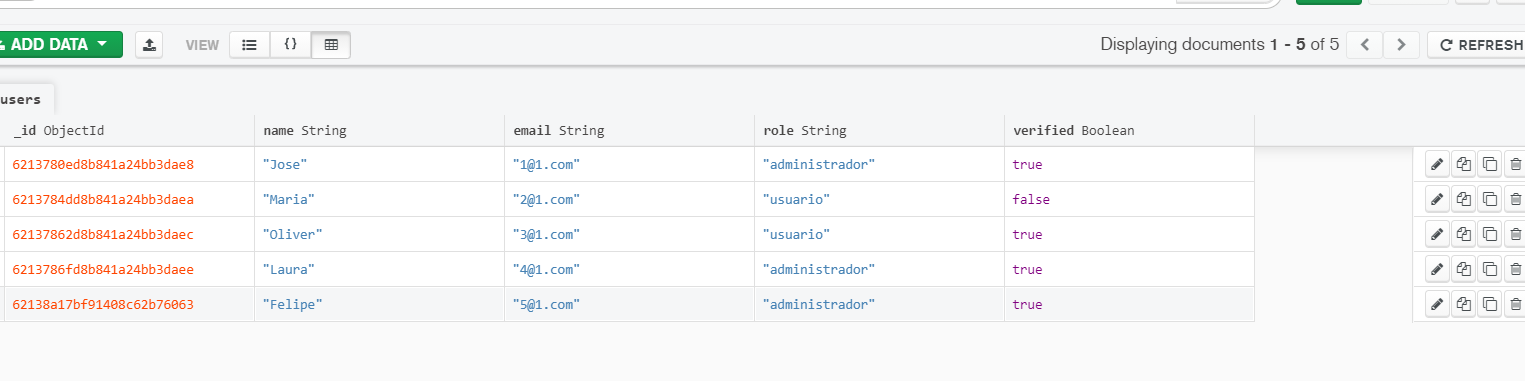 ADD DATA VIEW {} Displaying documents 1 - 5 of 5 REFRESH
users
_id ObjectId name String email String role String verified Boolean
6213780ed8b841a24bb3dae8 "Jose" "1@1.com" "administrador" true
6213784dd8b841a24bb3daea "Maria" "2@1.com" "usuario" false
62137862d8b841a24bb3daec "Oliver" "3@1.com" "usuario" true
6213786fd8b841a24bb3daee "Laura" "4@1.com" "administrador" true
62138a17bf91408c62b76063 "Felipe" "5@1.com" "administrador" true